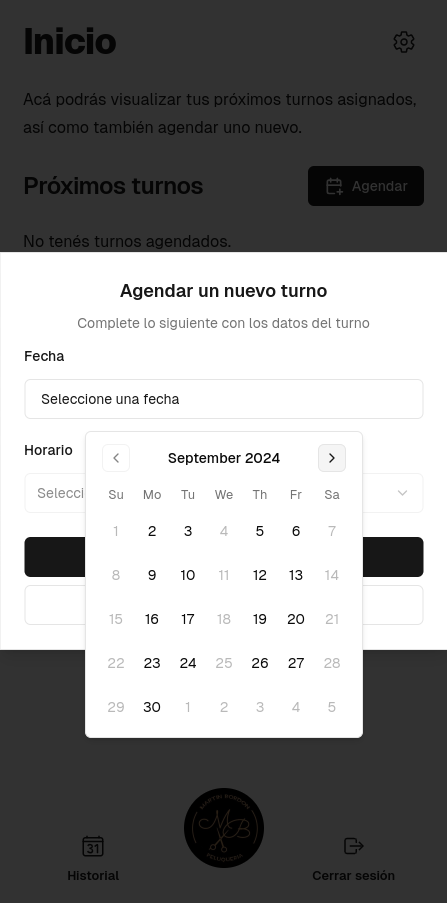 Inicio
Acá podrás visualizar tus próximos turnos asignados,
así como también agendar uno nuevo.
Próximos turnos
Agendar
No tenés turnos agendados.
Agendar un nuevo turno
Complete lo siguiente con los datos del turno
Fecha
Seleccione una fecha
Horario
Selecci
September 2024
Su Mo Tu We Th Fr Sa
1 2 3 4 5 6 7
8 9 10 11 12 13 14
15 16 17 18 19 20 21
22 23 24 25 26 27 28
29 30 1 2 3 4 5
MB
PELUQUERIA
31
Historial
Cerrar sesión